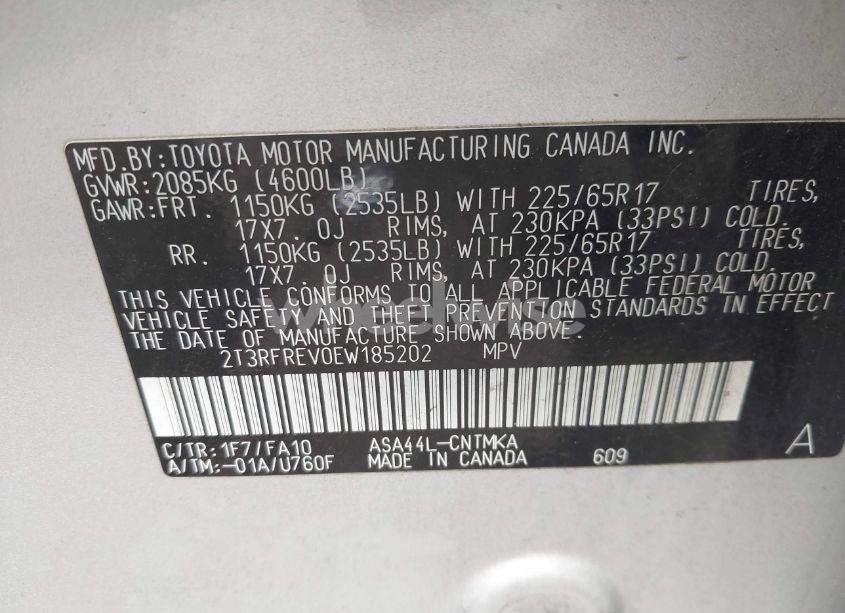 MFD.BY:TOYOTA MOTOR MANUFACTURING CANADA INC.
GVWR:2085KG (4600LB)
GAWR:FRT. 1150KG (2535LB) WITH 225/65R17 TIRES,
17X7.0J RIMS, AT 230KPA (33PSI) COLD.
RR. 1150KG (2535LB) WITH 225/65R17 TIRES,
17X7.0J RIMS, AT 230KPA (33PSI) COLD.
THIS VEHICLE CONFORMS TO ALL APPLICABLE FEDERAL MOTOR
VEHICLE SAFETY AND THEFT PREVENTION STANDARDS IN EFFECT
THE DATE OF MANUFACTURE SHOWN ABOVE.
2T3RFREV0EW185202 MPV
C/TR:1F7/FA10 ASA44L-CNTMKA A
A/TM:-01A/U760F MADE IN CANADA 609
wheelwise